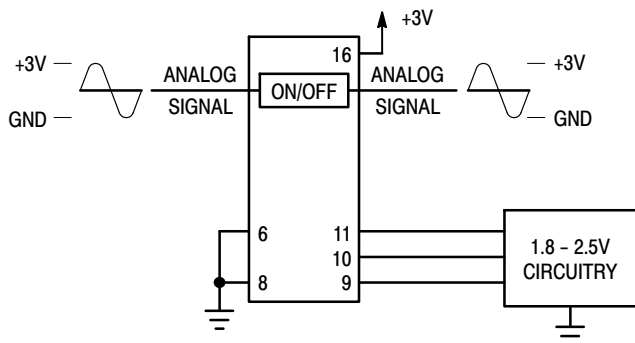 +3V
16
+3V
ANALOG
SIGNAL
ON/OFF
ANALOG
SIGNAL
+3V
GND
GND
6
11
10
8
9
1.8 – 2.5V
CIRCUITRY